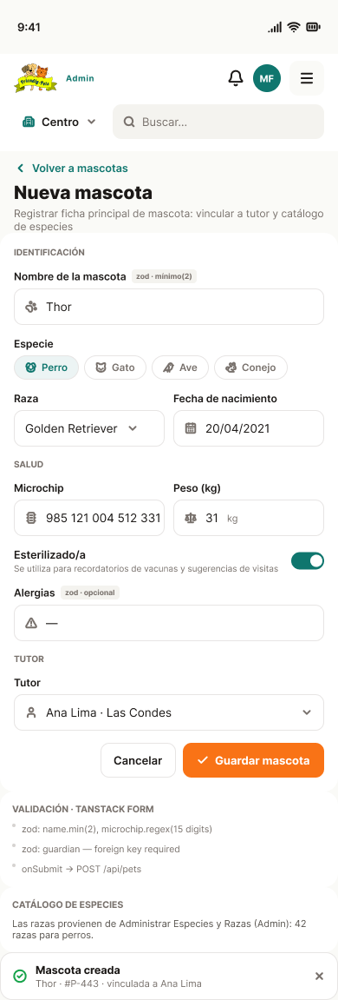 9:41
Friendly-Pets
Admin
MF
Centro
Buscar...
Volver a mascotas
Nueva mascota
Registrar ficha principal de mascota: vincular a tutor y catálogo
de especies
IDENTIFICACIÓN
Nombre de la mascota zod · mínimo(2)
Thor
Especie
Perro Gato Ave Conejo
Raza Fecha de nacimiento
Golden Retriever 20/04/2021
SALUD
Microchip Peso (kg)
985 121 004 512 331 31 kg
Esterilizado/a
Se utiliza para recordatorios de vacunas y sugerencias de visitas
Alergias zod · opcional
—
TUTOR
Tutor
Ana Lima · Las Condes
Cancelar Guardar mascota
VALIDACIÓN · TANSTACK FORM
zod: name.min(2), microchip.regex(15 digits)
zod: guardian — foreign key required
onSubmit → POST /api/pets
CATÁLOGO DE ESPECIES
Las razas provienen de Administrar Especies y Razas (Admin): 42
razas para perros.
Mascota creada
Thor · #P-443 · vinculada a Ana Lima